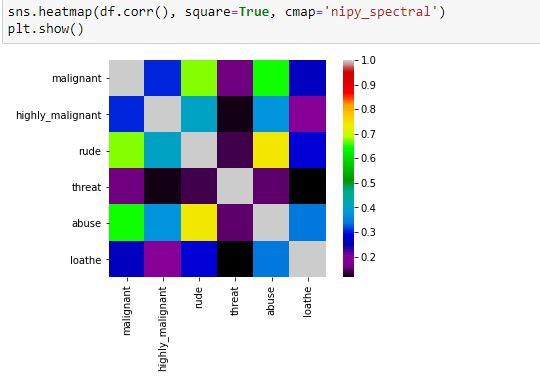 sns.heatmap(df.corr(), square=True, cmap='nipy_spectral')
plt.show()
malignant
highly_malignant
rude
threat
abuse
loathe
1.0
0.9
0.8
0.7
0.6
0.5
0.4
0.3
0.2
malignant
highly_malignant
rude
threat
abuse
loathe